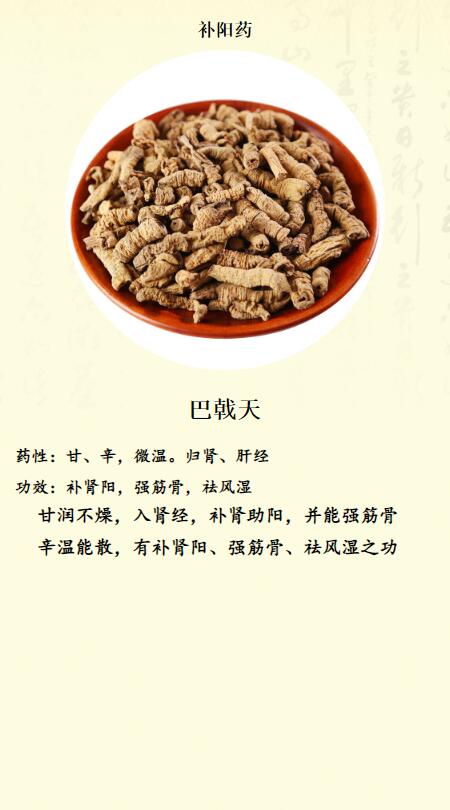 补阳药
巴戟天
药性：甘、辛，微温。归肾、肝经
功效：补肾阳，强筋骨，祛风湿
甘润不燥，入肾经，补肾助阳，并能强筋骨
辛温能散，有补肾阳、强筋骨、祛风湿之功